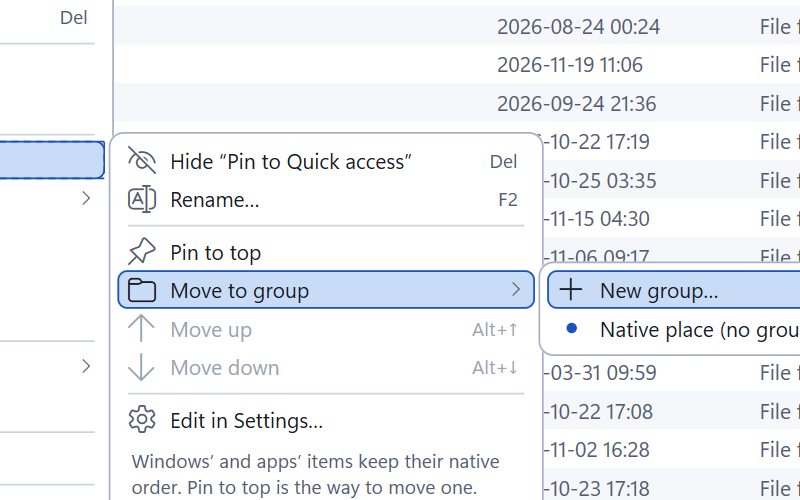 Del
2026-08-24 00:24 File
2026-11-19 11:06 File
2026-09-24 21:36 File
-10-22 17:19 File
-10-25 03:35 File
-11-15 04:30 File
-11-06 09:17 File
Hide “Pin to Quick access” Del
Rename... F2
Pin to top
Move to group
Move up Alt+↑
Move down Alt+↓
Edit in Settings...
Windows’ and apps’ items keep their native
order. Pin to top is the way to move one.
New group...
Native place (no grou
-03-31 09:59 File
-10-22 17:08 File
-11-02 16:28 File
-10-23 17:18 File